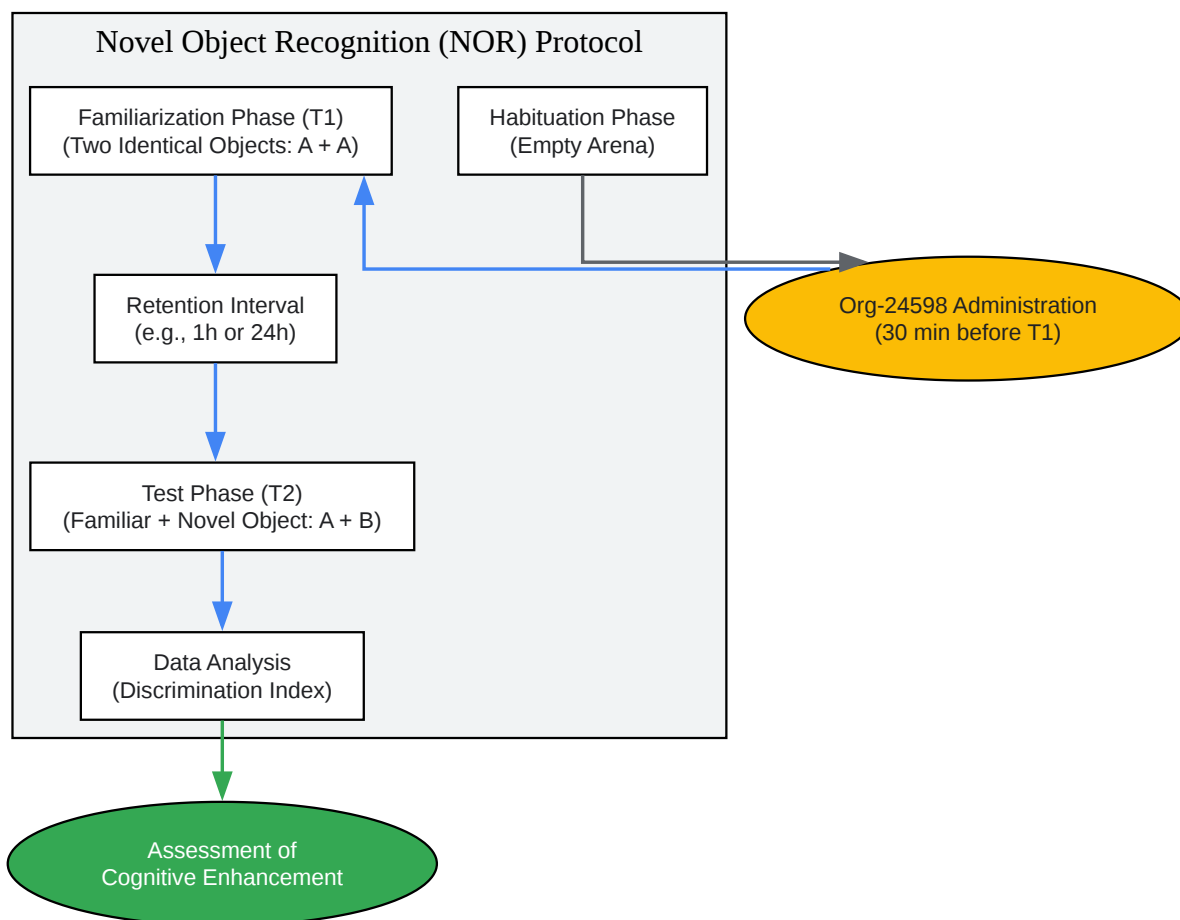 Novel Object Recognition (NOR) Protocol
Familiarization Phase (T1)
(Two Identical Objects: A + A)
Habituation Phase
(Empty Arena)
Retention Interval
(e.g., 1h or 24h)
Org-24598 Administration
(30 min before T1)
Test Phase (T2)
(Familiar + Novel Object: A + B)
Data Analysis
(Discrimination Index)
Assessment of
Cognitive Enhancement